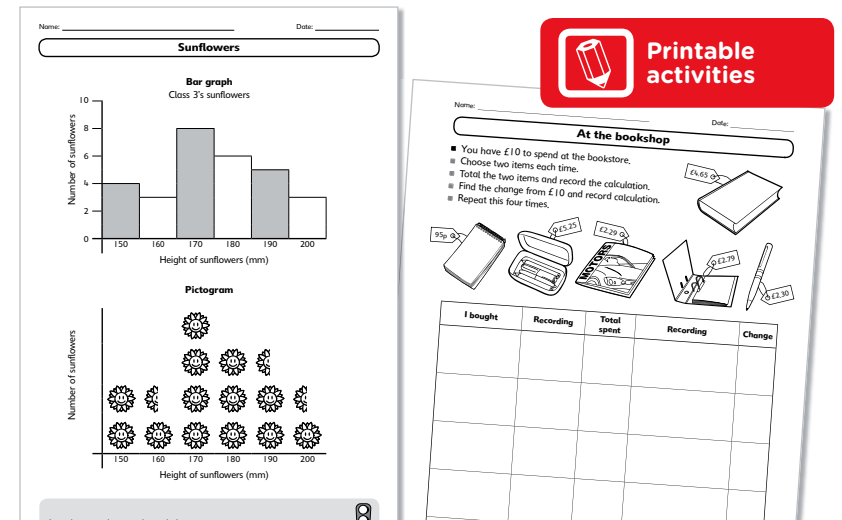 Name:
Date:
Sunflowers
Bar graph
Class 3's sunflowers
Number of sunflowers
10
8
6
4
2
0
150 160 170 180 190 200
Height of sunflowers (mm)
Pictogram
Number of sunflowers
150 160 170 180 190 200
Height of sunflowers (mm)
Printable
activities
Name:
Date:
At the bookshop
You have £10 to spend at the bookstore.
Choose two items each time.
Total the two items and record the calculation.
Find the change from £10 and record calculation.
Repeat this four times.
£4.65
95p
£5.25
£2.29
MOTORS
£2.79
£2.30
I bought
Recording
Total
spent
Recording
Change